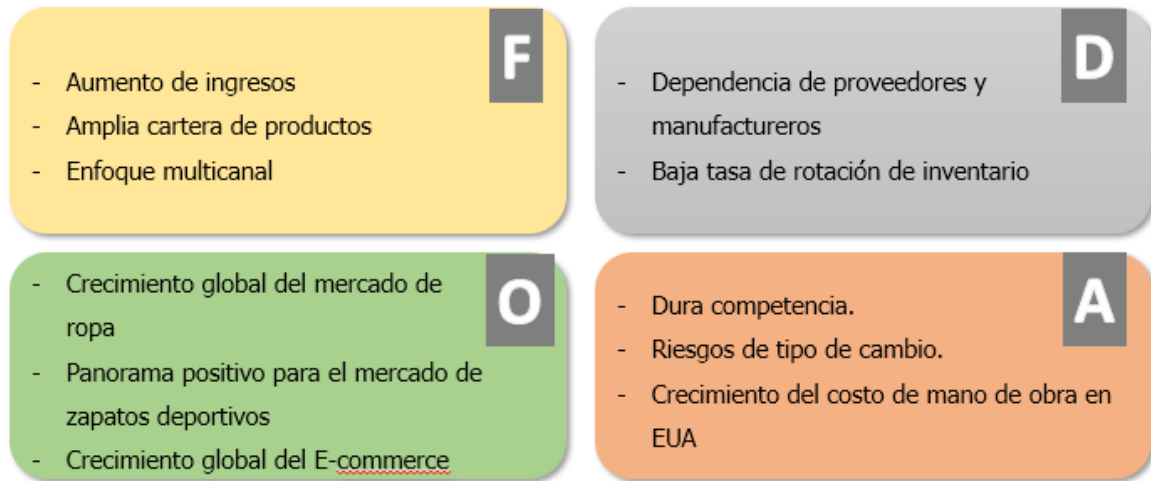 F
- Aumento de ingresos
- Amplia cartera de productos
- Enfoque multicanal
D
- Dependencia de proveedores y
manufactureros
- Baja tasa de rotación de inventario
O
- Crecimiento global del mercado de
ropa
- Panorama positivo para el mercado de
zapatos deportivos
- Crecimiento global del E-commerce
A
- Dura competencia.
- Riesgos de tipo de cambio.
- Crecimiento del costo de mano de obra en
EUA